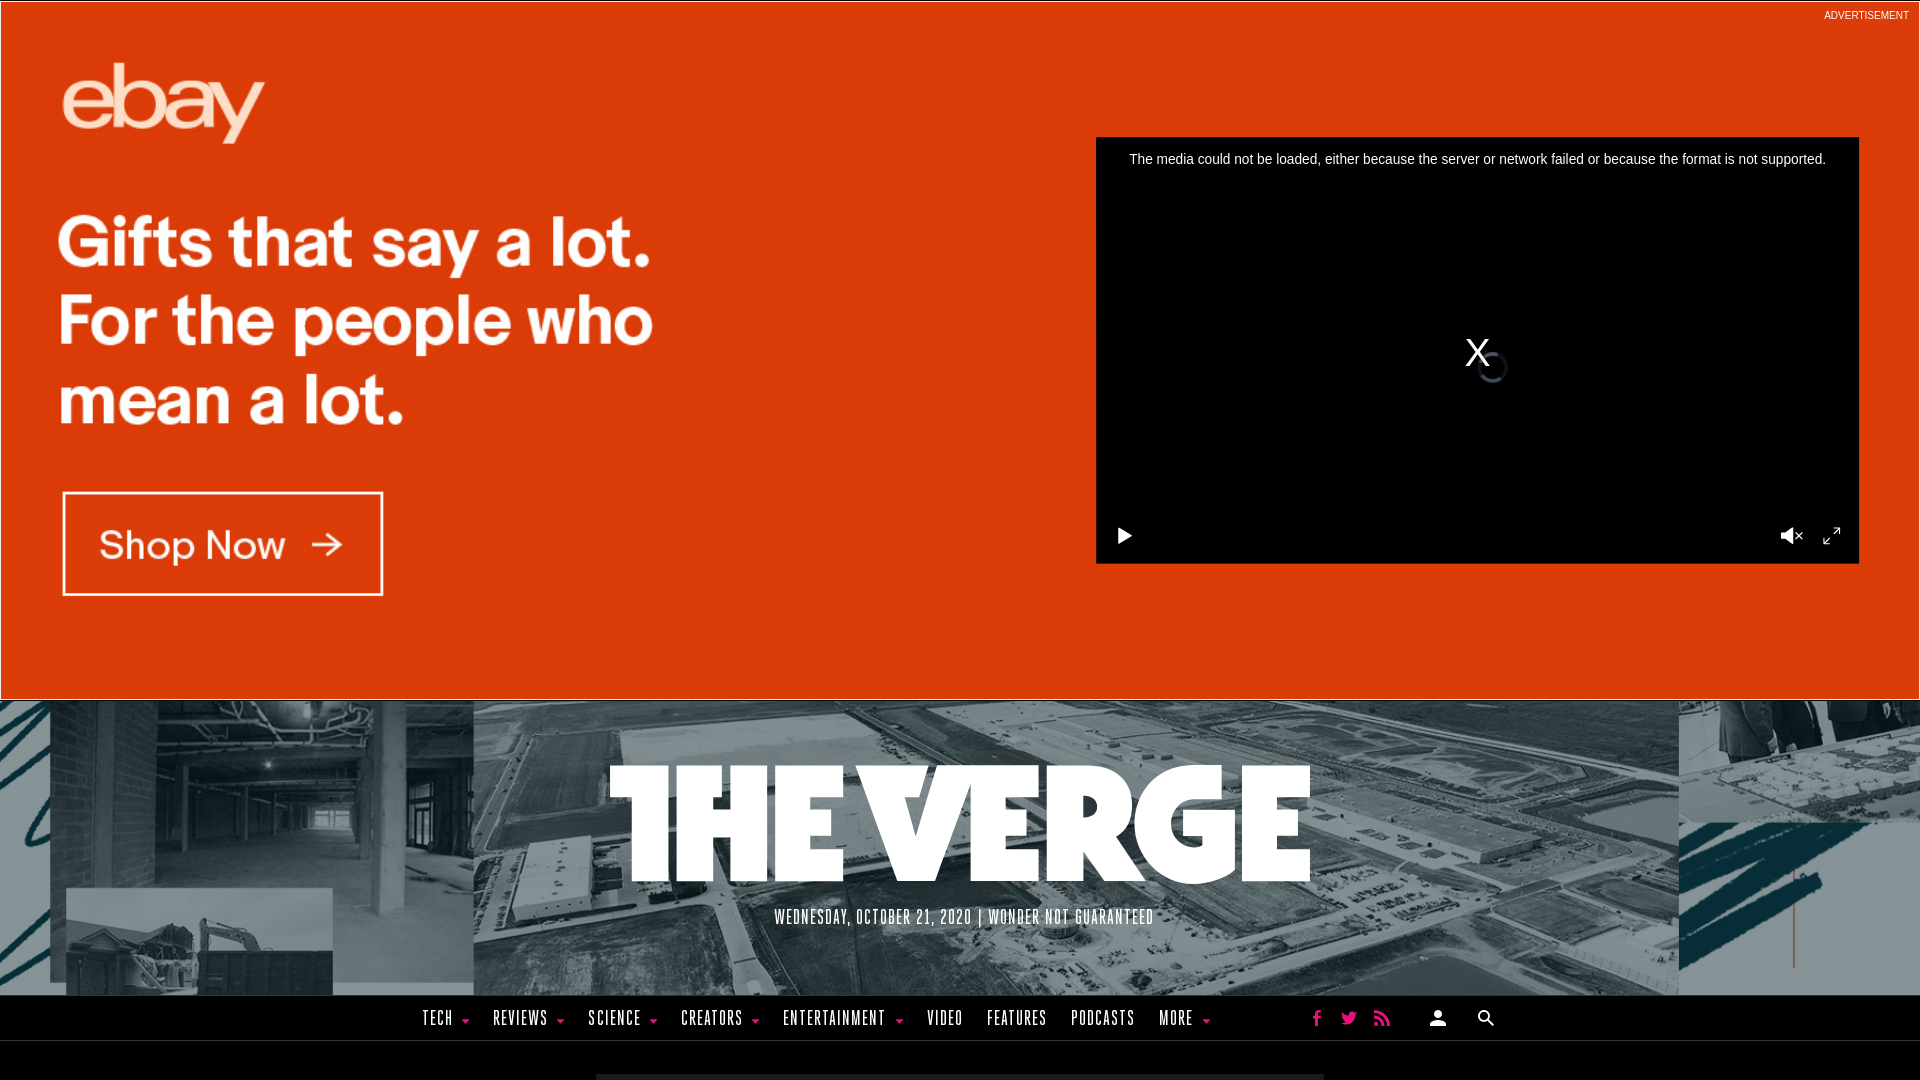 ADVERTISEMENT
ebay
Gifts that say a lot.
For the people who
mean a lot.
Shop Now
The media could not be loaded, either because the server or network failed or because the format is not supported.
X
THE VERGE
WEDNESDAY, OCTOBER 21, 2020 | WONDER NOT GUARANTEED
TECH REVIEWS SCIENCE CREATORS ENTERTAINMENT VIDEO FEATURES PODCASTS MORE